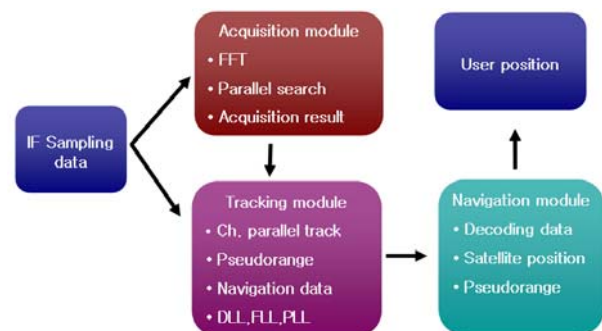 IF Sampling
data
Acquisition module
• FFT
• Parallel search
• Acquisition result
Tracking module
• Ch. parallel track
• Pseudorange
• Navigation data
• DLL,FLL,PLL
Navigation module
• Decoding data
• Satellite position
• Pseudorange
User position